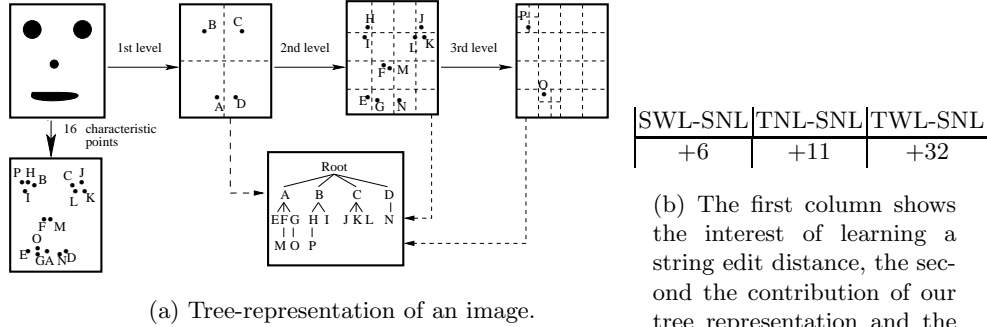 1st level
2nd level
3rd level
B C
A D
H J
I L K
F M
E G N
P
O
16 characteristic
points
P H B C J
I L K
F M
O
E G A N D
Root
A B C D
E F G H I J K L N
M O P
(a) Tree-representation of an image.
SWL-SNL TNL-SNL TWL-SNL
+6 +11 +32
(b) The first column shows
the interest of learning a
string edit distance, the sec-
ond the contribution of our
tree representation and the